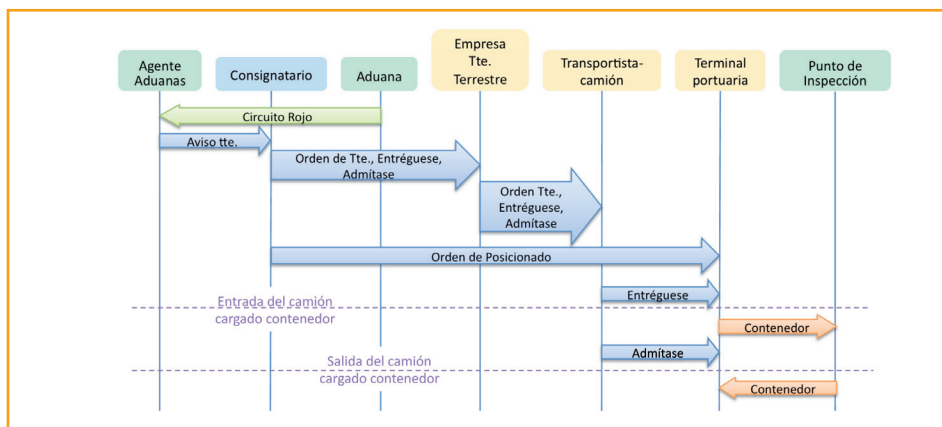 Agente
Aduanas
Consignatario
Aduana
Empresa
Tte.
Terrestre
Transportista-
camión
Terminal
portuaria
Punto de
Inspección
Circuito Rojo
Aviso tte.
Orden de Tte., Entréguese,
Admítase
Orden Tte.,
Entréguese,
Admítase
Orden de Posicionado
Entréguese
Entrada del camión
cargado contenedor
Contenedor
Admítase
Salida del camión
cargado contenedor
Contenedor